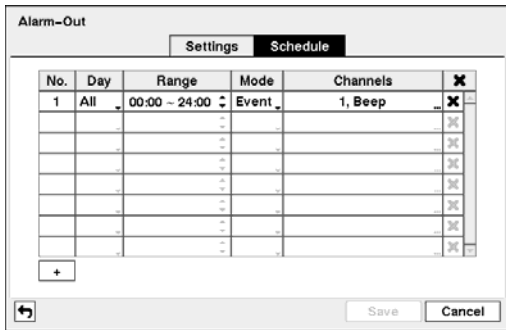 Alarm-Out
Settings Schedule
No. Day Range Mode Channels ✖
1 All 00:00 ~ 24:00 Event 1, Beep ... ✖
+
Save Cancel